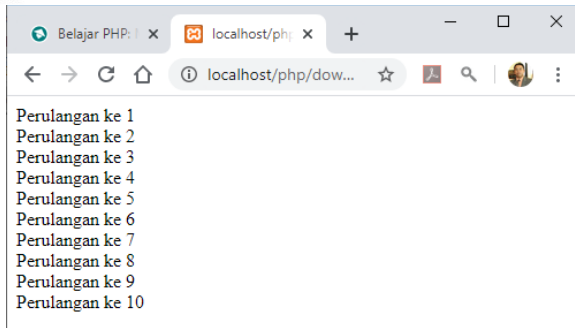 Belajar PHP:
localhost/ph
localhost/php/dow...
Perulangan ke 1
Perulangan ke 2
Perulangan ke 3
Perulangan ke 4
Perulangan ke 5
Perulangan ke 6
Perulangan ke 7
Perulangan ke 8
Perulangan ke 9
Perulangan ke 10